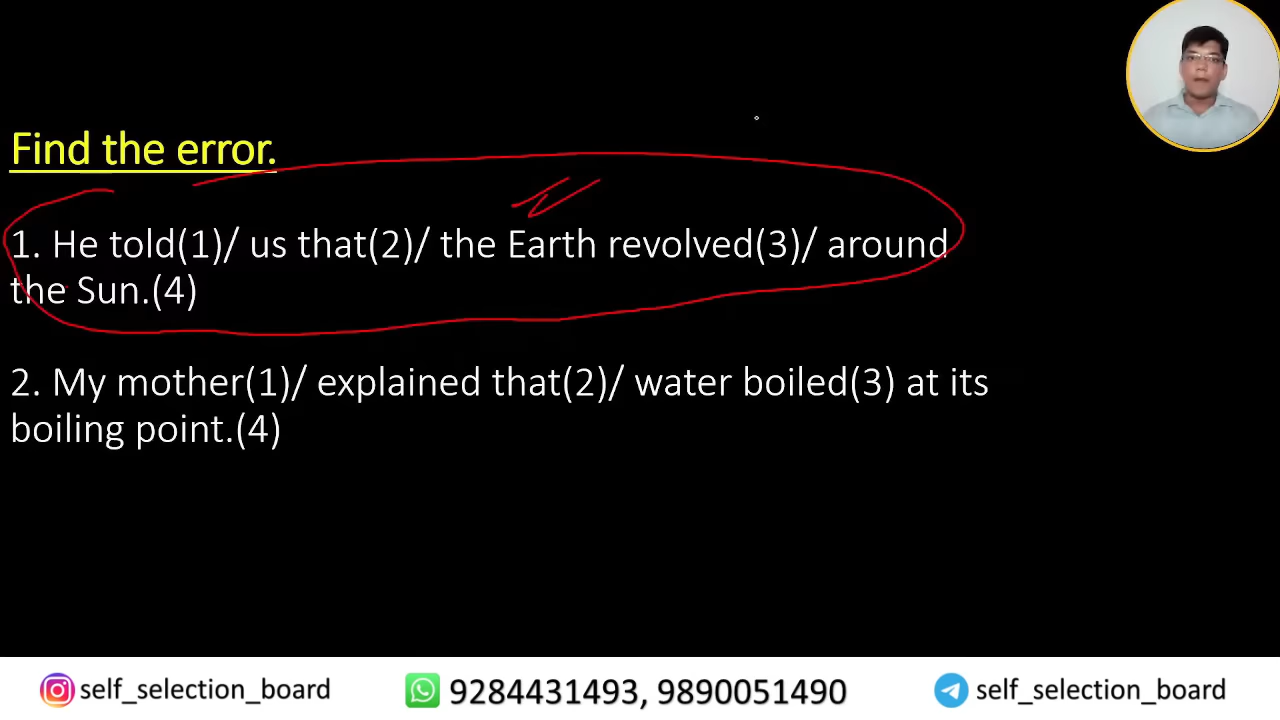 Find the error.
1. He told(1)/ us that(2)/ the Earth revolved(3)/ around
the Sun.(4)
2. My mother(1)/ explained that(2)/ water boiled(3) at its
boiling point.(4)
self_selection_board 9284431493, 9890051490 self_selection_board